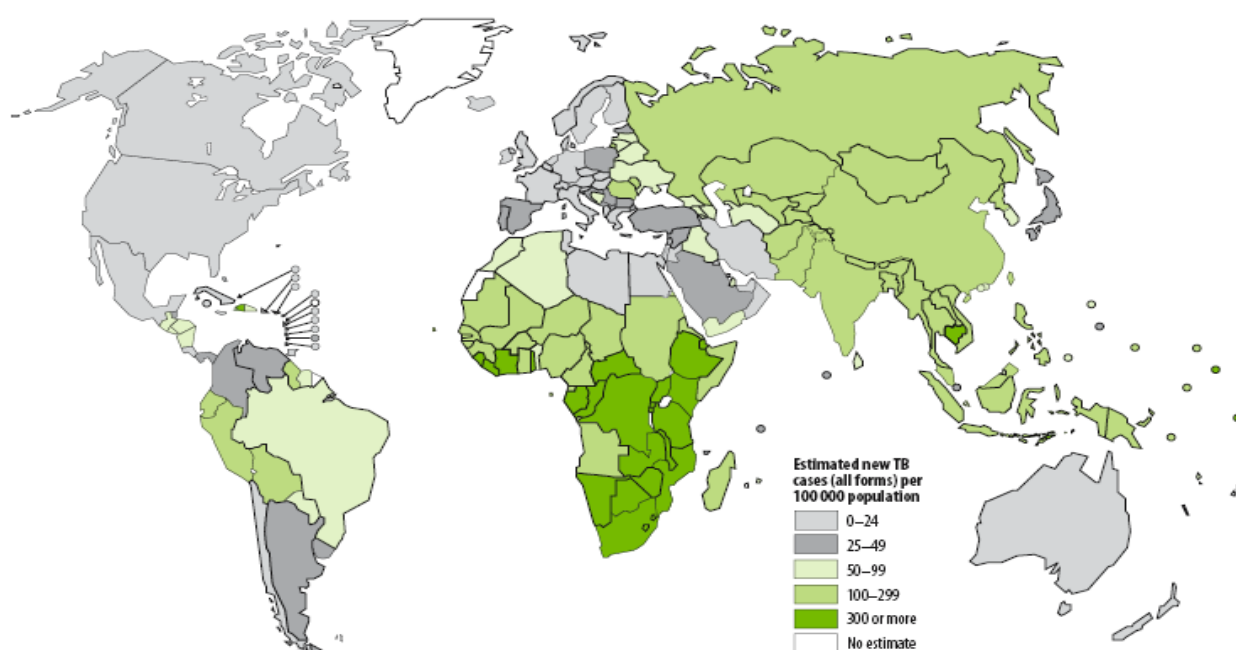 Estimated new TB
cases (all forms) per
100 000 population
0–24
25–49
50–99
100–299
300 or more
No estimate